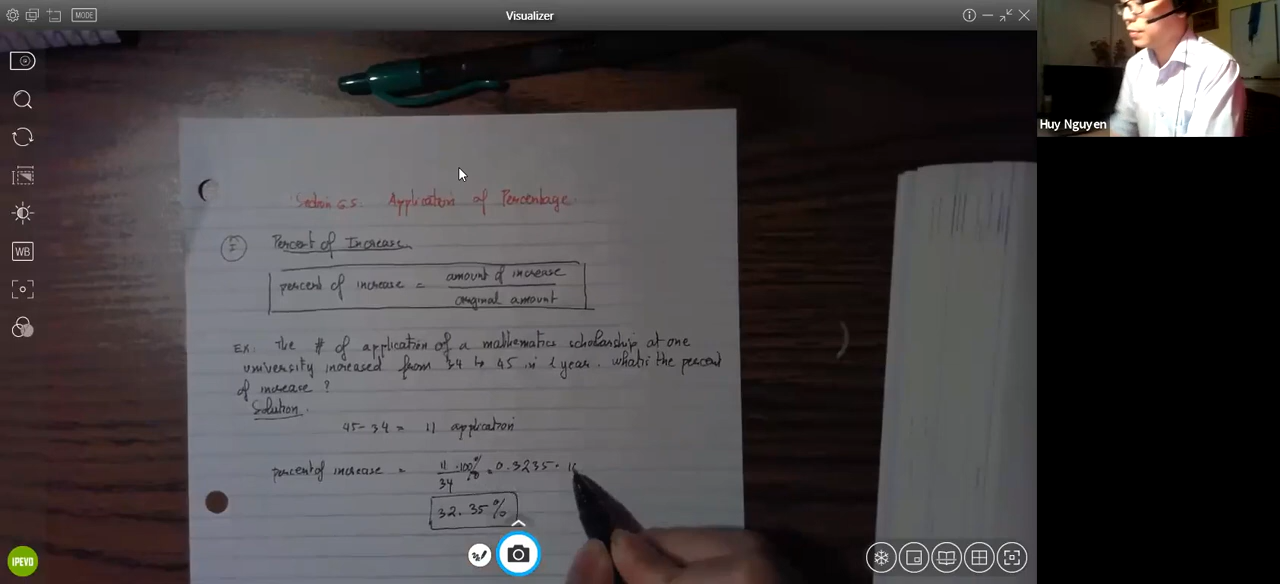 MODE
Visualizer
WB
Huy Nguyen
Section 6.5. Applications of Percentage
I Percent of Increase
percent of increase = amount of increase
original amount
EX. The # of application of a mathematics scholarship at one
university increased from 34 to 45 in 1 year. what's the percent
of increase ?
Solution.
45 - 34 = 11 application
percent of increase = 11 . 100% = 0.3235 .
34
32.35 %
IPEVO